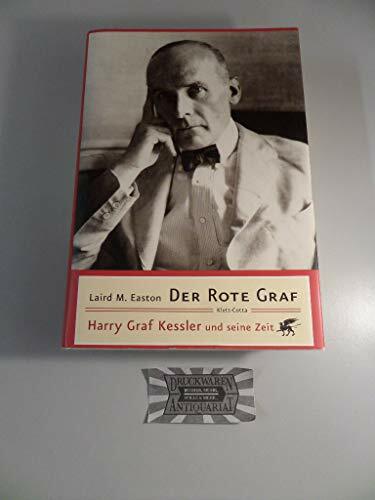 Laird M. Easton DER ROTE GRAF
Klett-Cotta
Harry Graf Kessler und seine Zeit
DRUCKWAREN
ANTIQUARIAT